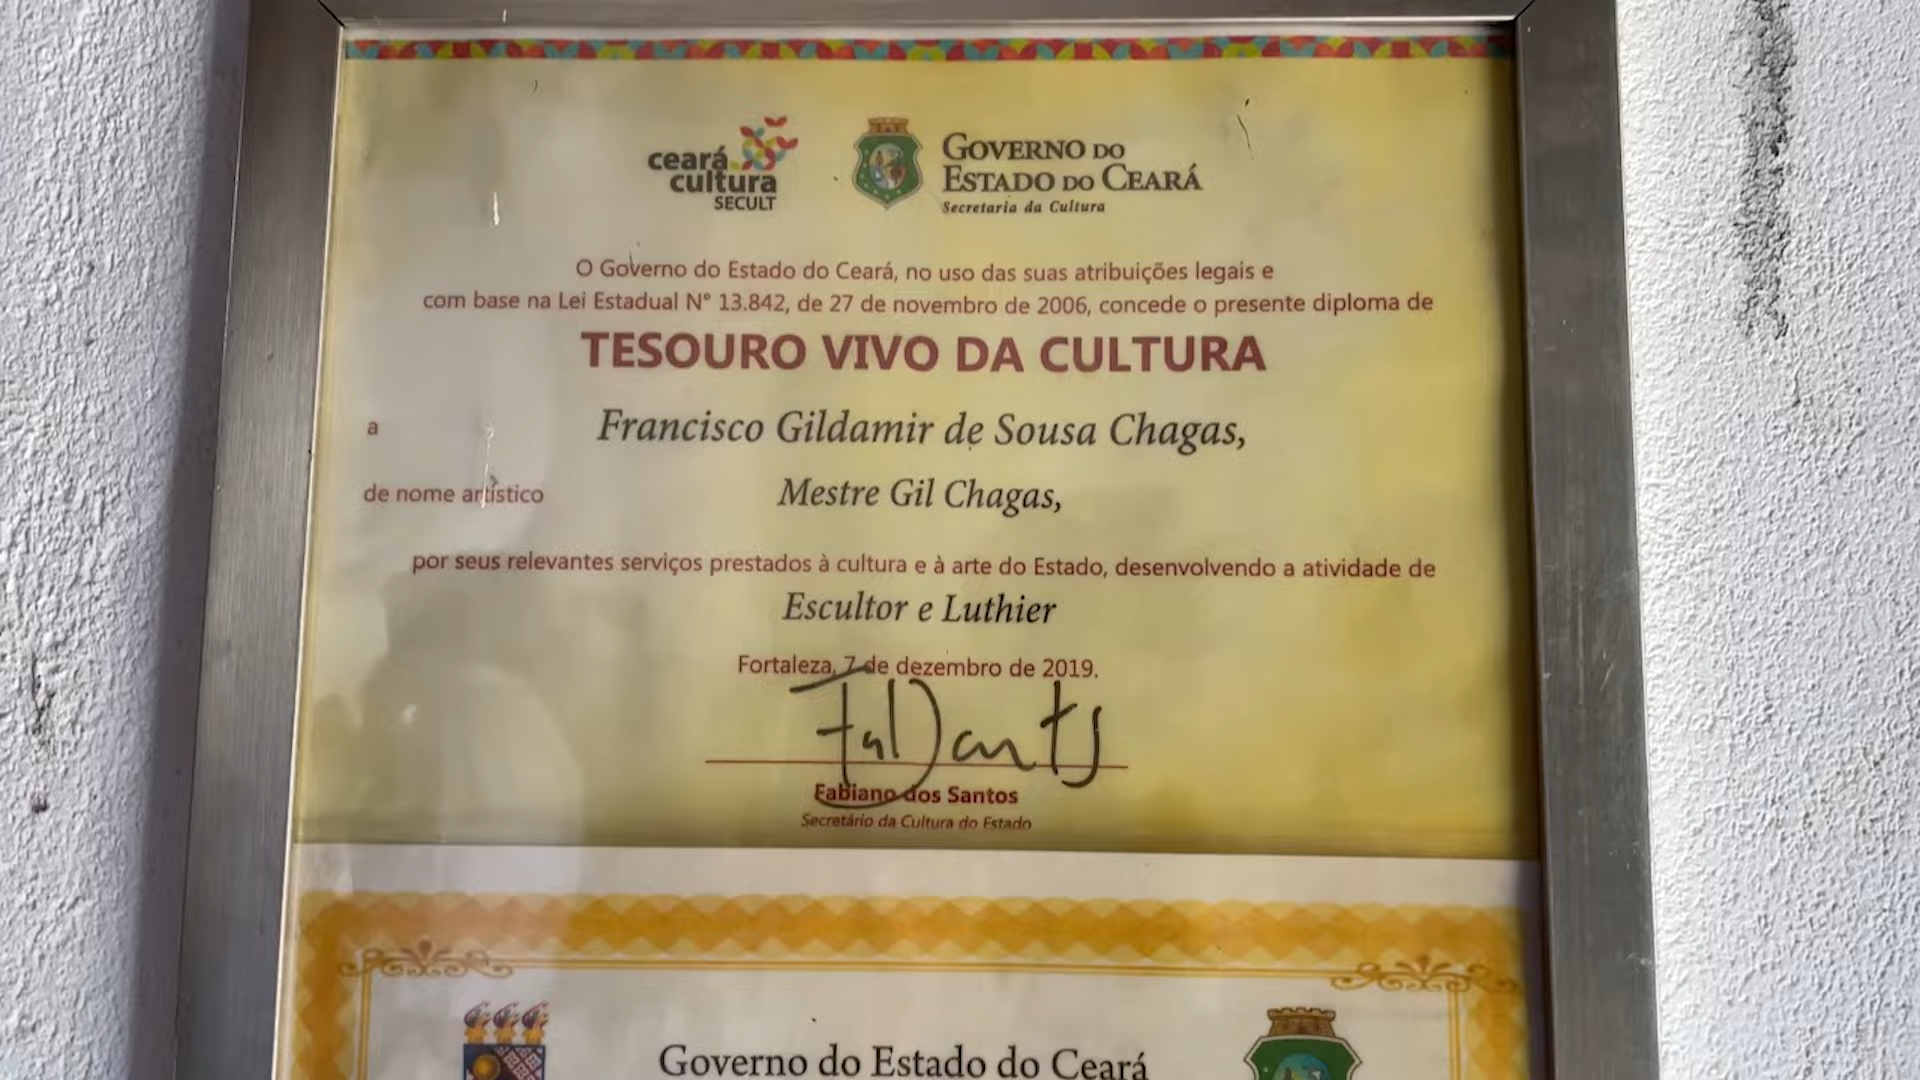 ceará
cultura
SECULT
GOVERNO DO
ESTADO DO CEARÁ
Secretaria da Cultura
O Governo do Estado do Ceará, no uso das suas atribuições legais e
com base na Lei Estadual N° 13.842, de 27 de novembro de 2006, concede o presente diploma de
TESOURO VIVO DA CULTURA
a Francisco Gildamir de Sousa Chagas,
de nome artístico Mestre Gil Chagas,
por seus relevantes serviços prestados à cultura e à arte do Estado, desenvolvendo a atividade de
Escultor e Luthier
Fortaleza, 7 de dezembro de 2019.
Fabiano dos Santos
Secretário da Cultura do Estado
Governo do Estado do Ceará